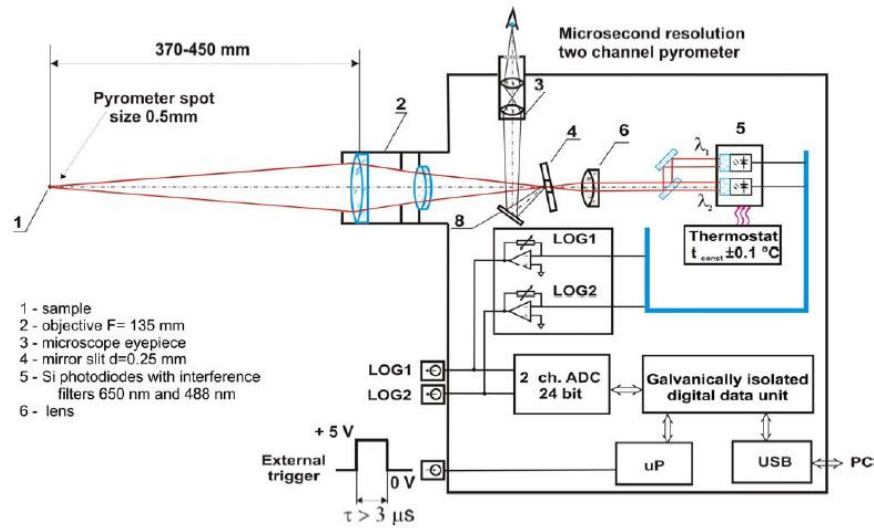 370-450 mm
Microsecond resolution
two channel pyrometer
Pyrometer spot
size 0.5mm
2
3
4
6
5
λ₁
λ₂
1
8
Thermostat
t const ±0.1 °C
LOG1
LOG2
1 - sample
2 - objective F= 135 mm
3 - microscope eyepiece
4 - mirror slit d=0.25 mm
5 - Si photodiodes with interference
filters 650 nm and 488 nm
6 - lens
LOG1
LOG2
2 ch. ADC
24 bit
Galvanically isolated
digital data unit
+ 5 V
External
trigger
0 V
τ > 3 µs
uP
USB
PC